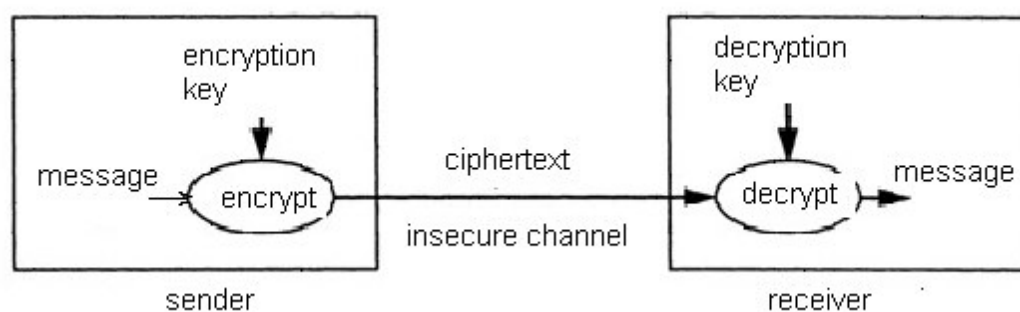 encryption
key
decryption
key
message
encrypt
ciphertext
insecure channel
decrypt
message
sender
receiver